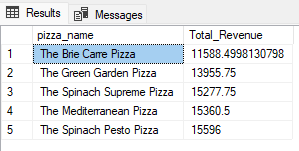 Results Messages
pizza_name Total_Revenue
1 The Brie Carre Pizza 11588.4998130798
2 The Green Garden Pizza 13955.75
3 The Spinach Supreme Pizza 15277.75
4 The Mediterranean Pizza 15360.5
5 The Spinach Pesto Pizza 15596